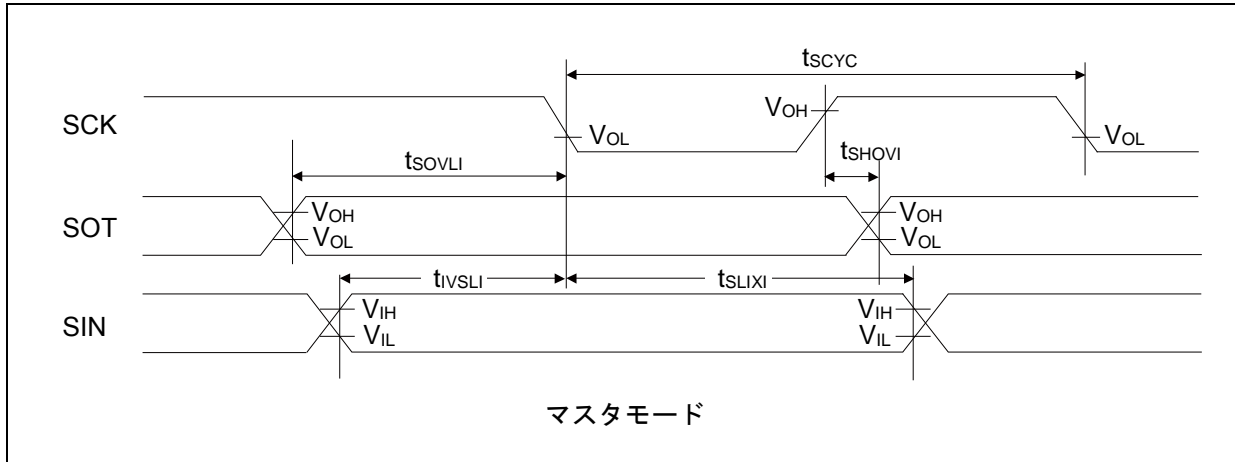 tSCYC
SCK
VOH
VOL
VOL
tSHOVI
tSOVLI
SOT
VOH
VOL
VOH
VOL
tIVSLI
tSLIXI
SIN
VIH
VIL
VIH
VIL
マスタモード